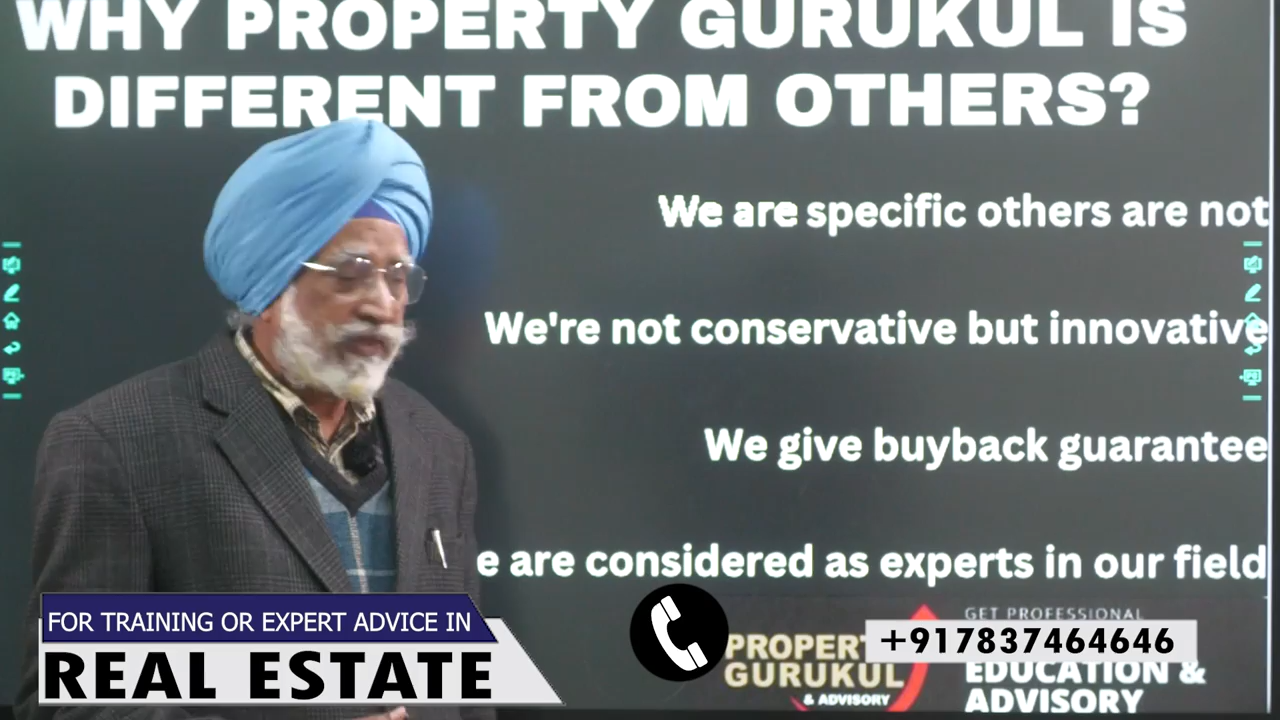 WHY PROPERTY GURUKUL IS
DIFFERENT FROM OTHERS?
We are specific others are not
We're not conservative but innovative
We give buyback guarantee
e are considered as experts in our field
FOR TRAINING OR EXPERT ADVICE IN
REAL ESTATE
PROPERT
GURUKUL
& ADVISORY
+917837464646
GET PROFESSIONAL
EDUCATION &
ADVISORY